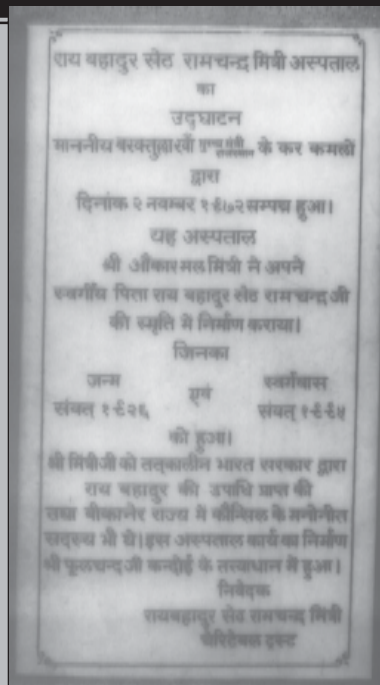 राय बहादुर सेठ रामचन्द्र मित्री अस्पताल
का
उद्घाटन
माननीय बरकतुल्लाखाँ मुख्य मंत्री के कर कमलों
द्वारा
दिनांक २ नवम्बर १९७२ सम्पन्न हुआ।
यह अस्पताल
श्री ओंकारमल मित्री ने अपने
स्वर्गीय पिता राय बहादुर सेठ रामचन्द्र जी
की स्मृति में निर्माण कराया।
जिनका
जन्म एवं स्वर्गवास
संवत् १९२६ संवत् १९९५
को हुआ।
श्री मित्रीजी को तत्कालीन भारत सरकार द्वारा
राय बहादुर की उपाधि प्राप्त की
तथा बीकानेर राज्य में कौन्सिल के मनोनीत
सदस्य भी थे। इस अस्पताल कार्य का निर्माण
श्री फूलचन्द जी कन्दोई के तत्वाधान में हुआ।
निवेदक
रायबहादुर सेठ रामचन्द्र मित्री
चेरिटेबल ट्रस्ट